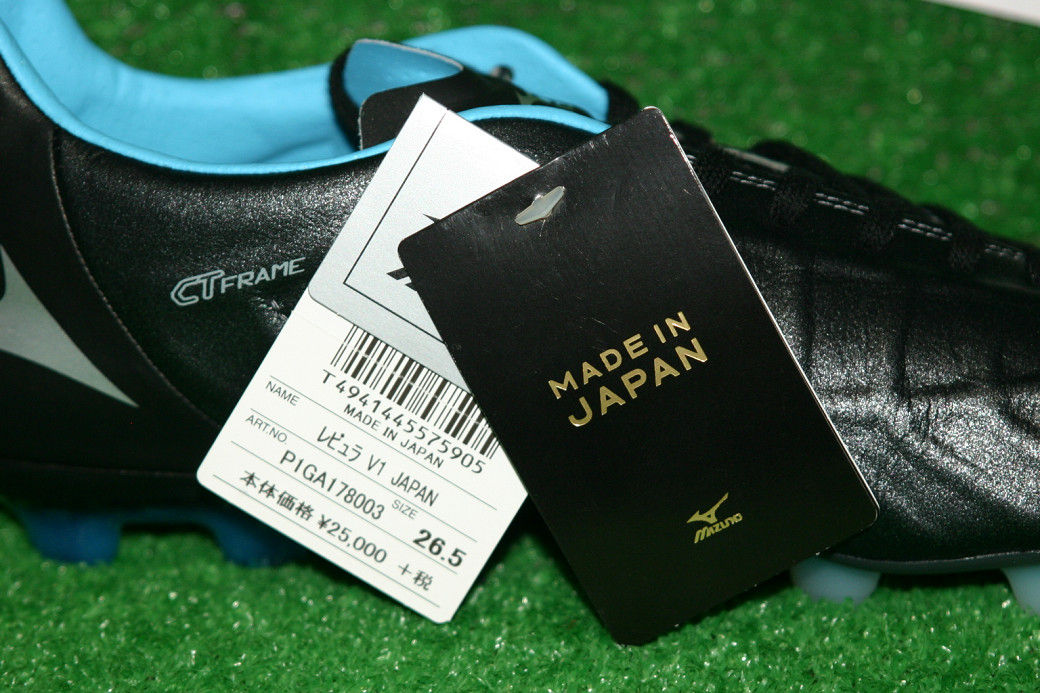 CTFRAME
T4941445575905
MADE IN JAPAN
NAME
レビュラ V1 JAPAN
ART.NO.
P1GA178003
SIZE
26.5
本体価格 ¥25,000 +税
MADE IN
JAPAN
MIZUNO